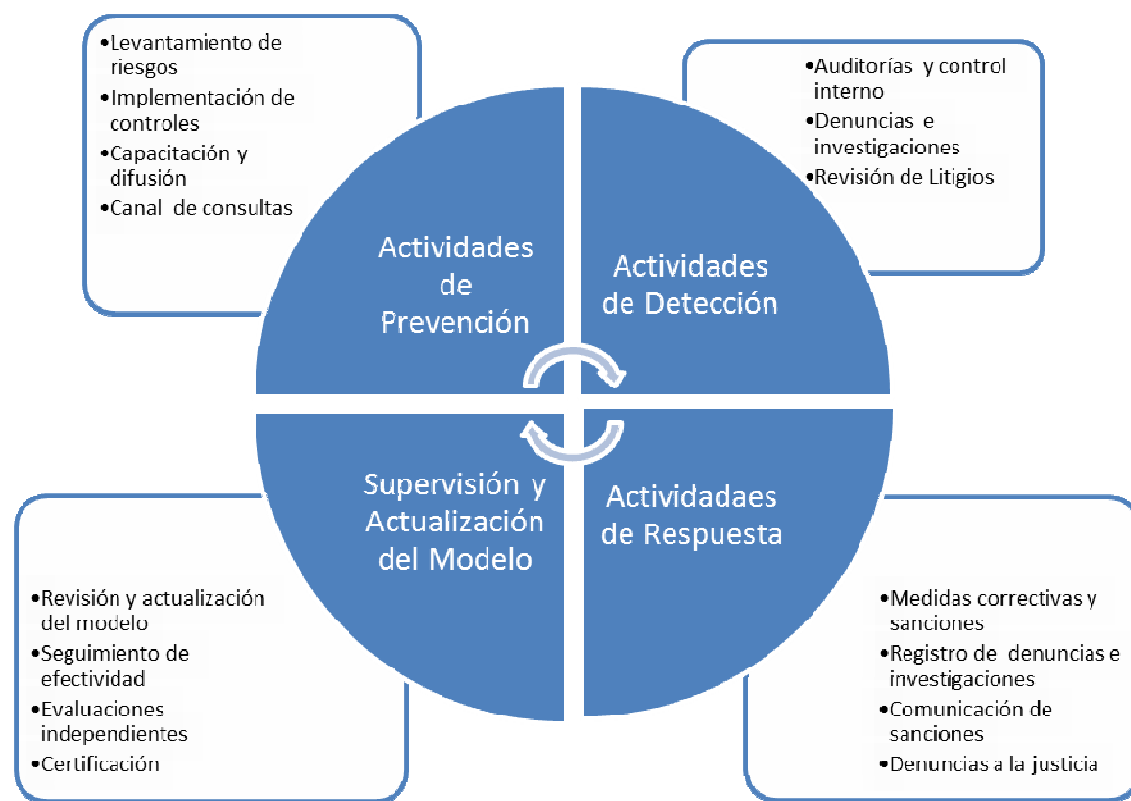 •Levantamiento de
riesgos
•Implementación de
controles
•Capacitación y
difusión
•Canal de consultas
•Auditorías y control
interno
•Denuncias e
investigaciones
•Revisión de Litigios
Actividades
de
Prevención
Actividades
de Detección
Supervisión y
Actualización
del Modelo
Actividadaes
de Respuesta
•Revisión y actualización
del modelo
•Seguimiento de
efectividad
•Evaluaciones
independientes
•Certificación
•Medidas correctivas y
sanciones
•Registro de denuncias e
investigaciones
•Comunicación de
sanciones
•Denuncias a la justicia